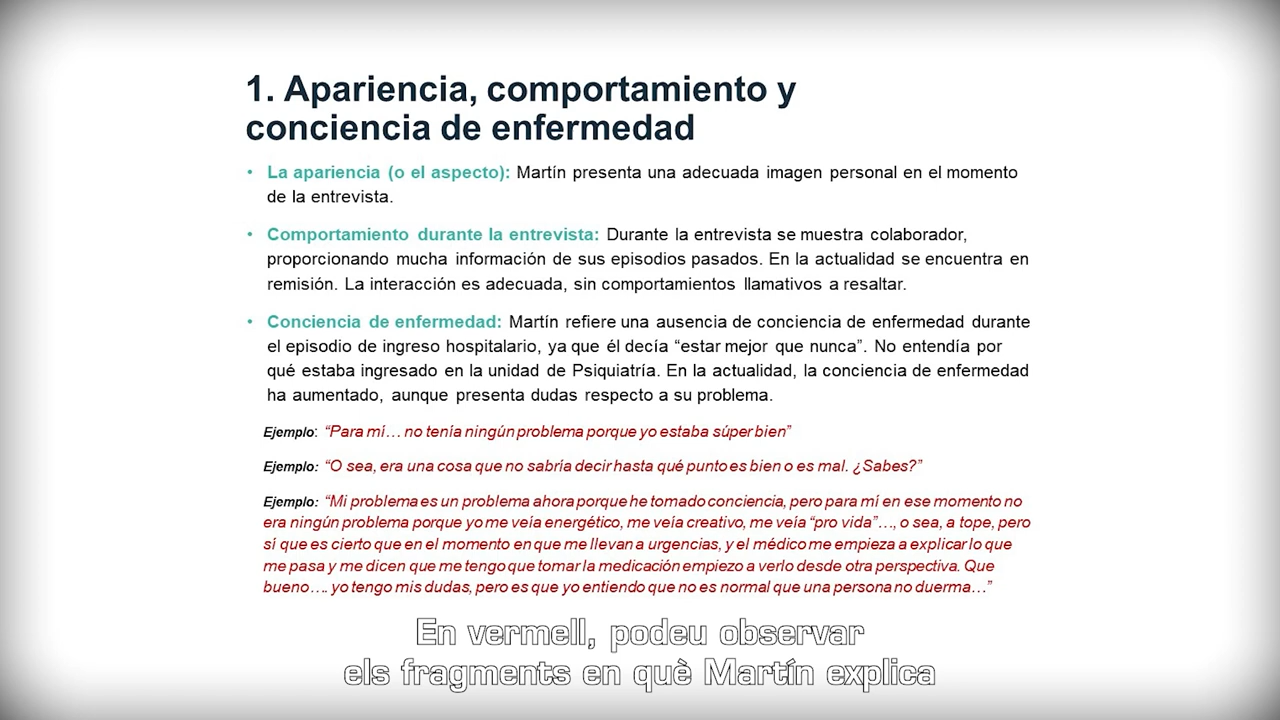 1. Apariencia, comportamiento y
conciencia de enfermedad
• La apariencia (o el aspecto): Martín presenta una adecuada imagen personal en el momento
de la entrevista.
• Comportamiento durante la entrevista: Durante la entrevista se muestra colaborador,
proporcionando mucha información de sus episodios pasados. En la actualidad se encuentra en
remisión. La interacción es adecuada, sin comportamientos llamativos a resaltar.
• Conciencia de enfermedad: Martín refiere una ausencia de conciencia de enfermedad durante
el episodio de ingreso hospitalario, ya que él decía “estar mejor que nunca”. No entendía por
qué estaba ingresado en la unidad de Psiquiatría. En la actualidad, la conciencia de enfermedad
ha aumentado, aunque presenta dudas respecto a su problema.
Ejemplo: “Para mí… no tenía ningún problema porque yo estaba súper bien”
Ejemplo: “O sea, era una cosa que no sabría decir hasta qué punto es bien o es mal. ¿Sabes?”
Ejemplo: “Mi problema es un problema ahora porque he tomado conciencia, pero para mí en ese momento no
era ningún problema porque yo me veía energético, me veía creativo, me veía “pro vida”…, o sea, a tope, pero
sí que es cierto que en el momento en que me llevan a urgencias, y el médico me empieza a explicar lo que
me pasa y me dicen que me tengo que tomar la medicación empiezo a verlo desde otra perspectiva. Que
bueno…. yo tengo mis dudas, pero es que yo entiendo que no es normal que una persona no duerma…”
En vermell, podeu observar
els fragments en què Martín explica